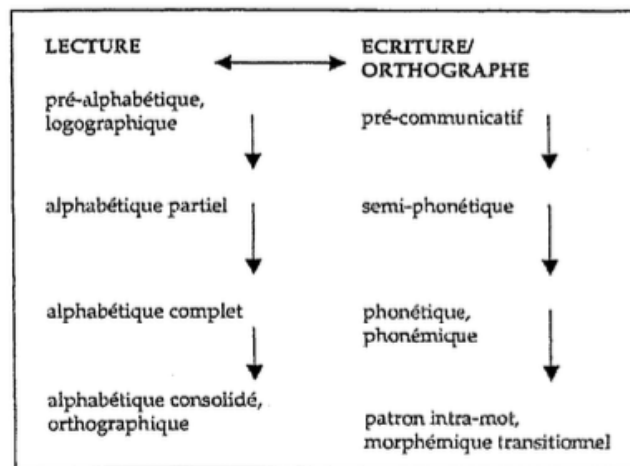 LECTURE
pré-alphabétique,
logographique
alphabétique partiel
alphabétique complet
alphabétique consolidé,
orthographique
ECRITURE/
ORTHOGRAPHE
pré-communicatif
semi-phonétique
phonétique,
phonémique
patron intra-mot,
morphémique transitionnel